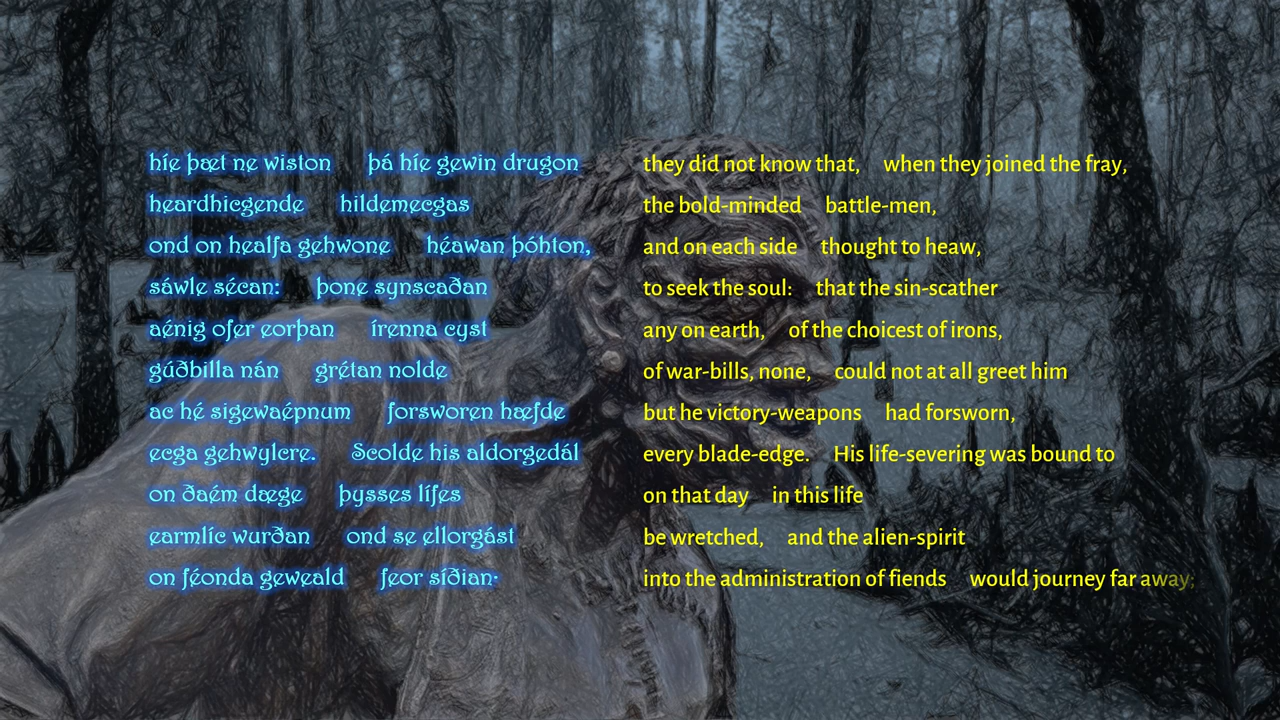 híe þæt ne wiston þá híe gewin drugon
heardhicgende hildemecgas
ond on healfa gehwone héawan þóhton,
sáwle sécan: þone synscaðan
aénig ofer eorþan írenna cyst
gúðbilla nán grétan nolde
ac hé sigewaépnum forsworen hæfde
ecga gehwylcre. Scolde his aldorgedál
on ðaém dæge þysses lífes
earmlíc wurðan ond se ellorgást
on féonda geweald feor síðian·
they did not know that, when they joined the fray,
the bold-minded battle-men,
and on each side thought to heaw,
to seek the soul: that the sin-scather
any on earth, of the choicest of irons,
of war-bills, none, could not at all greet him
but he victory-weapons had forsworn,
every blade-edge. His life-severing was bound to
on that day in this life
be wretched, and the alien-spirit
into the administration of fiends would journey far away;